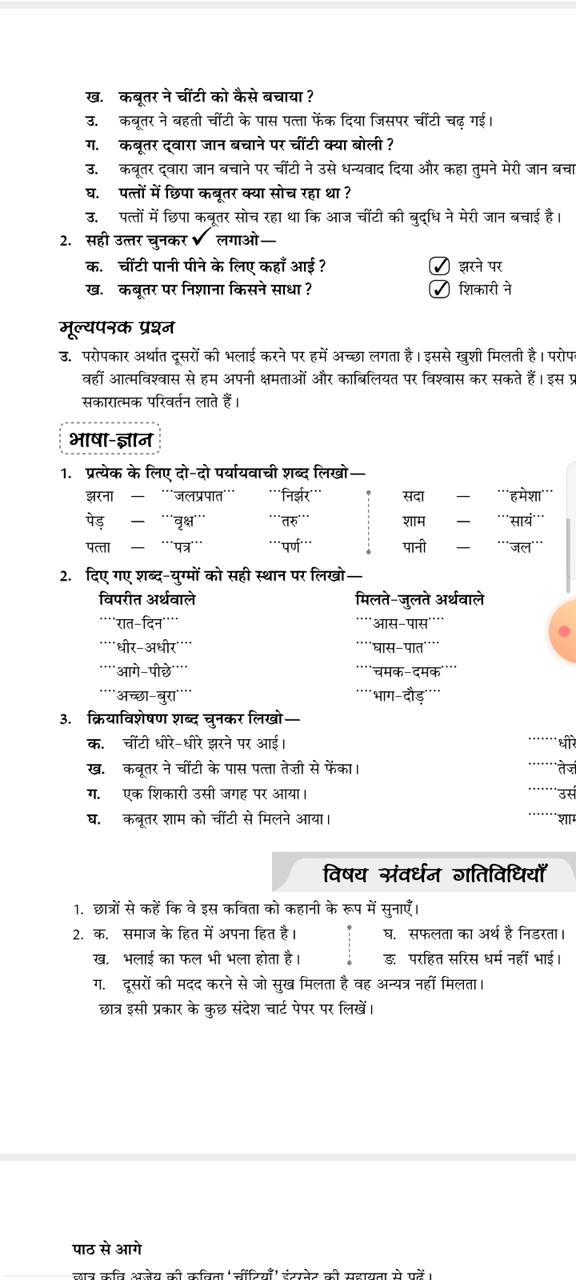 ख. कबूतर ने चींटी को कैसे बचाया ?
उ. कबूतर ने बहती चींटी के पास पत्ता फेंक दिया जिसपर चींटी चढ़ गई।
ग. कबूतर द्वारा जान बचाने पर चींटी क्या बोली ?
उ. कबूतर द्वारा जान बचाने पर चींटी ने उसे धन्यवाद दिया और कहा तुमने मेरी जान बचा
घ. पत्तों में छिपा कबूतर क्या सोच रहा था ?
उ. पत्तों में छिपा कबूतर सोच रहा था कि आज चींटी की बुद्धि ने मेरी जान बचाई है।
2. सही उत्तर चुनकर ✓ लगाओ—
क. चींटी पानी पीने के लिए कहाँ आई ? ✓ झरने पर
ख. कबूतर पर निशाना किसने साधा ? ✓ शिकारी ने
मूल्यपरक प्रश्न
उ. परोपकार अर्थात दूसरों की भलाई करने पर हमें अच्छा लगता है। इससे खुशी मिलती है। परोप
वहीं आत्मविश्वास से हम अपनी क्षमताओं और काबिलियत पर विश्वास कर सकते हैं। इस प्र
सकारात्मक परिवर्तन लाते हैं।
भाषा-ज्ञान
1. प्रत्येक के लिए दो-दो पर्यायवाची शब्द लिखो—
झरना — जलप्रपात निर्झर सदा — हमेशा
पेड़ — वृक्ष तरु शाम — सायं
पत्ता — पत्र पर्ण पानी — जल
2. दिए गए शब्द-युग्मों को सही स्थान पर लिखो—
विपरीत अर्थवाले मिलते-जुलते अर्थवाले
रात-दिन आस-पास
धीर-अधीर घास-पात
आगे-पीछे चमक-दमक
अच्छा-बुरा भाग-दौड़
3. क्रियाविशेषण शब्द चुनकर लिखो—
क. चींटी धीरे-धीरे झरने पर आई। धीरे
ख. कबूतर ने चींटी के पास पत्ता तेज़ी से फेंका। तेज़
ग. एक शिकारी उसी जगह पर आया। उसी
घ. कबूतर शाम को चींटी से मिलने आया। शाम
विषय संवर्धन गतिविधियाँ
1. छात्रों से कहें कि वे इस कविता को कहानी के रूप में सुनाएँ।
2. क. समाज के हित में अपना हित है। घ. सफलता का अर्थ है निडरता।
ख. भलाई का फल भी भला होता है। ङ. परहित सरिस धर्म नहीं भाई।
ग. दूसरों की मदद करने से जो सुख मिलता है वह अन्यत्र नहीं मिलता।
छात्र इसी प्रकार के कुछ संदेश चार्ट पेपर पर लिखें।
पाठ से आगे
छात्र कवि अज्ञेय की कविता ‘चींटियाँ’ इंटरनेट की सहायता से पढ़ें।